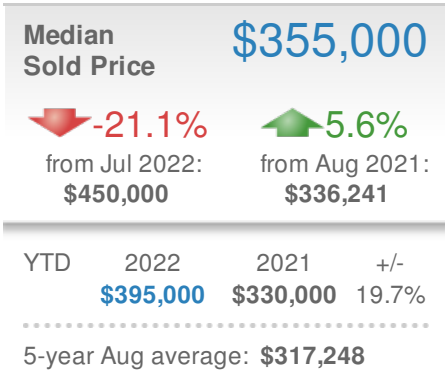 Median $355,000
Sold Price
-21.1% 5.6%
from Jul 2022: from Aug 2021:
$450,000 $336,241
YTD 2022 2021 +/-
$395,000 $330,000 19.7%
5-year Aug average: $317,248